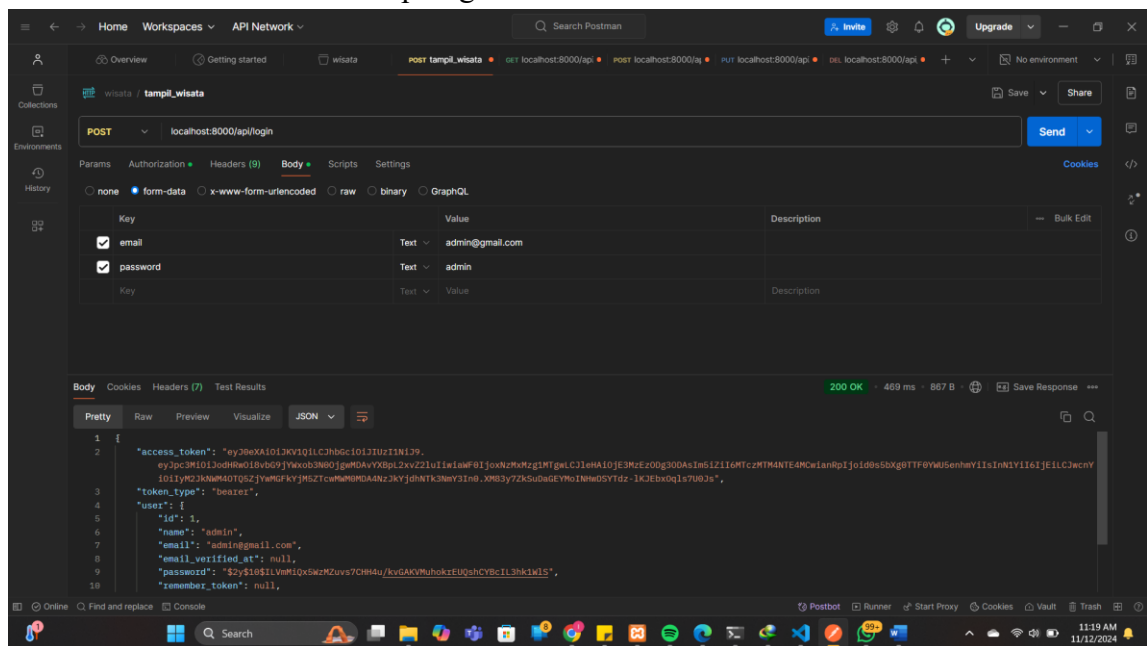 Home Workspaces API Network Search Postman Invite Upgrade
Overview Getting started wisata POST tampil_wisata GET localhost:8000/api POST localhost:8000/a PUT localhost:8000/api DEL localhost:8000/api No environment
wisata / tampil_wisata Save Share
Collections
POST localhost:8000/api/login Send
Environments
Params Authorization Headers (9) Body Scripts Settings Cookies
History
none form-data x-www-form-urlencoded raw binary GraphQL
Key Value Description Bulk Edit
email Text admin@gmail.com
password Text admin
Key Text Value Description
Body Cookies Headers (7) Test Results 200 OK 469 ms 867 B Save Response
Pretty Raw Preview Visualize JSON
1 {
2 "access_token":
3 "token_type": "bearer",
4 "user": {
5 "id": 1,
6 "name": "admin",
7 "email": "admin@gmail.com",
8 "email_verified_at": null,
9 "password":
10 "remember_token": null,
Online Find and replace Console Postbot Runner Start Proxy Cookies Vault Trash
Search 99+ 11:19 AM
11/12/2024